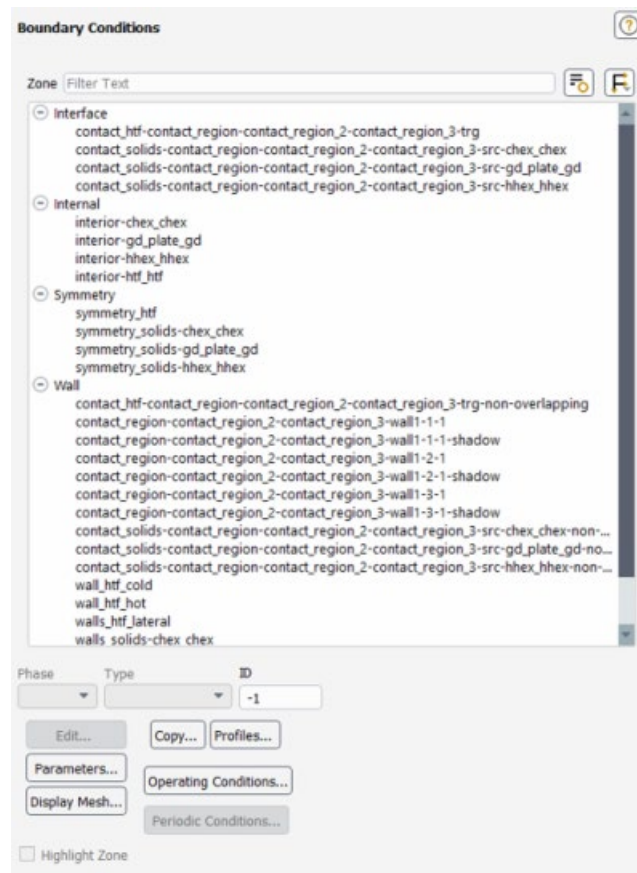 Boundary Conditions
?
Zone Filter Text
Interface
contact_htf-contact_region-contact_region_2-contact_region_3-trg
contact_solids-contact_region-contact_region_2-contact_region_3-src-chex_chex
contact_solids-contact_region-contact_region_2-contact_region_3-src-gd_plate_gd
contact_solids-contact_region-contact_region_2-contact_region_3-src-hhex_hhex
Internal
interior-chex_chex
interior-gd_plate_gd
interior-hhex_hhex
interior-htf_htf
Symmetry
symmetry_htf
symmetry_solids-chex_chex
symmetry_solids-gd_plate_gd
symmetry_solids-hhex_hhex
Wall
contact_htf-contact_region-contact_region_2-contact_region_3-trg-non-overlapping
contact_region-contact_region_2-contact_region_3-wall1-1-1
contact_region-contact_region_2-contact_region_3-wall1-1-1-shadow
contact_region-contact_region_2-contact_region_3-wall1-2-1
contact_region-contact_region_2-contact_region_3-wall1-2-1-shadow
contact_region-contact_region_2-contact_region_3-wall1-3-1
contact_region-contact_region_2-contact_region_3-wall1-3-1-shadow
contact_solids-contact_region-contact_region_2-contact_region_3-src-chex_chex-non-...
contact_solids-contact_region-contact_region_2-contact_region_3-src-gd_plate_gd-no...
contact_solids-contact_region-contact_region_2-contact_region_3-src-hhex_hhex-non-...
wall_htf_cold
wall_htf_hot
walls_htf_lateral
walls_solids-chex_chex
Phase Type ID
-1
Edit... Copy... Profiles...
Parameters... Operating Conditions...
Display Mesh...
Periodic Conditions...
Highlight Zone